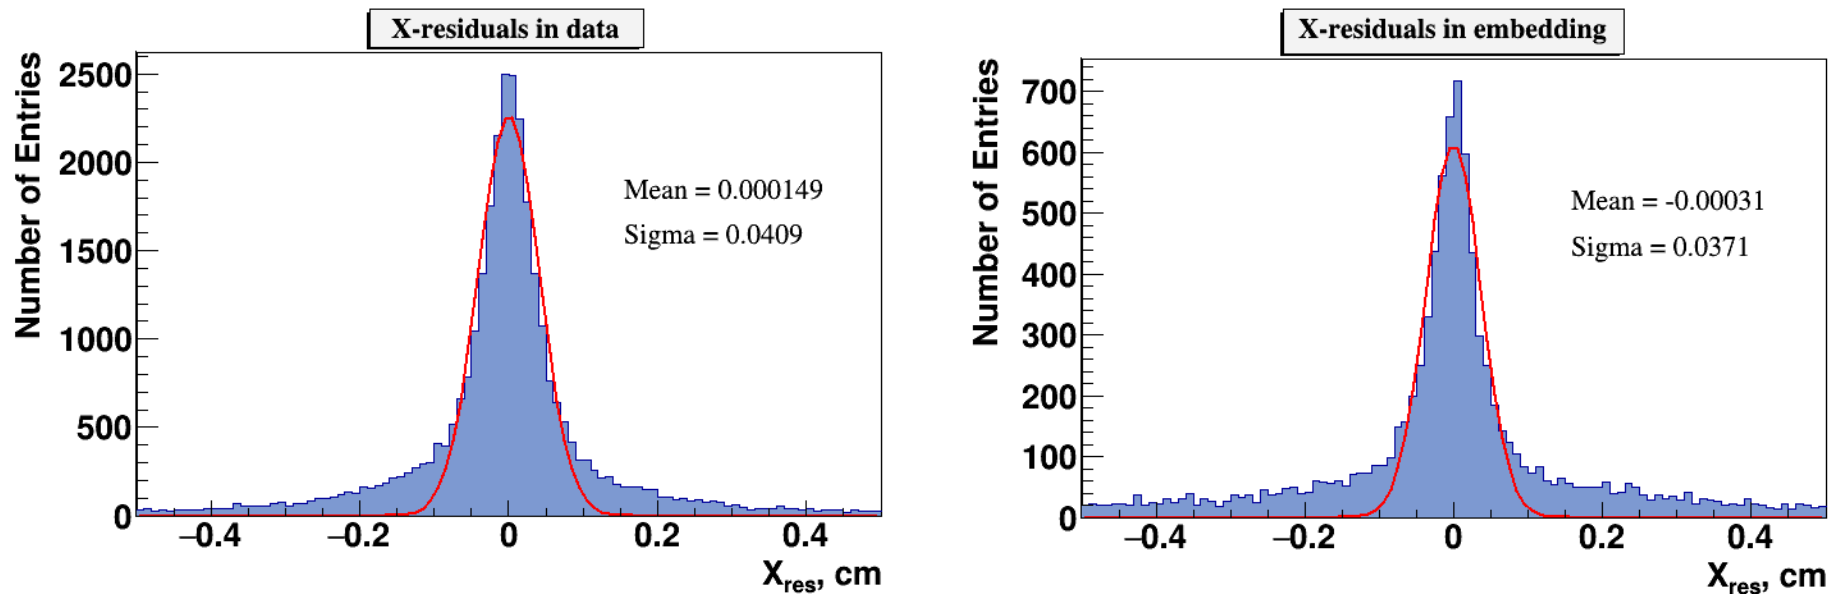 X-residuals in data
Number of Entries
2500
2000
1500
1000
500
0
Mean = 0.000149
Sigma = 0.0409
−0.4 −0.2 0 0.2 0.4
Xres, cm
X-residuals in embedding
Number of Entries
700
600
500
400
300
200
100
0
Mean = -0.00031
Sigma = 0.0371
−0.4 −0.2 0 0.2 0.4
Xres, cm